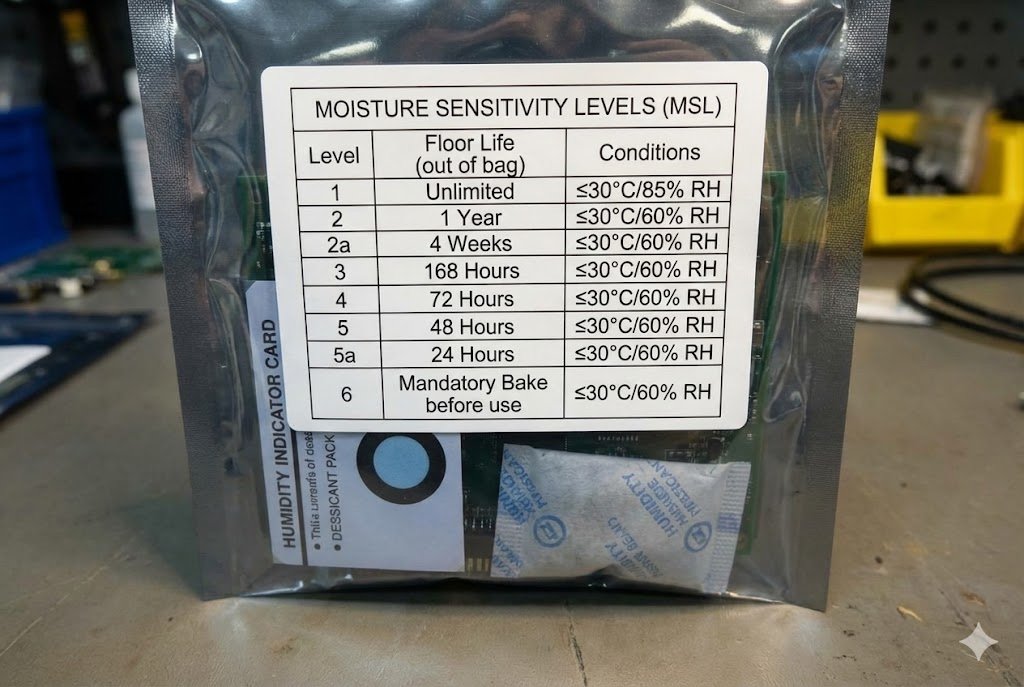 MOISTURE SENSITIVITY LEVELS (MSL)
Level Floor Life (out of bag) Conditions
1 Unlimited ≤30°C/85% RH
2 1 Year ≤30°C/60% RH
2a 4 Weeks ≤30°C/60% RH
3 168 Hours ≤30°C/60% RH
4 72 Hours ≤30°C/60% RH
5 48 Hours ≤30°C/60% RH
5a 24 Hours ≤30°C/60% RH
6 Mandatory Bake before use ≤30°C/60% RH
HUMIDITY INDICATOR CARD
of
• DESSICANT PACK
HUMIDITY